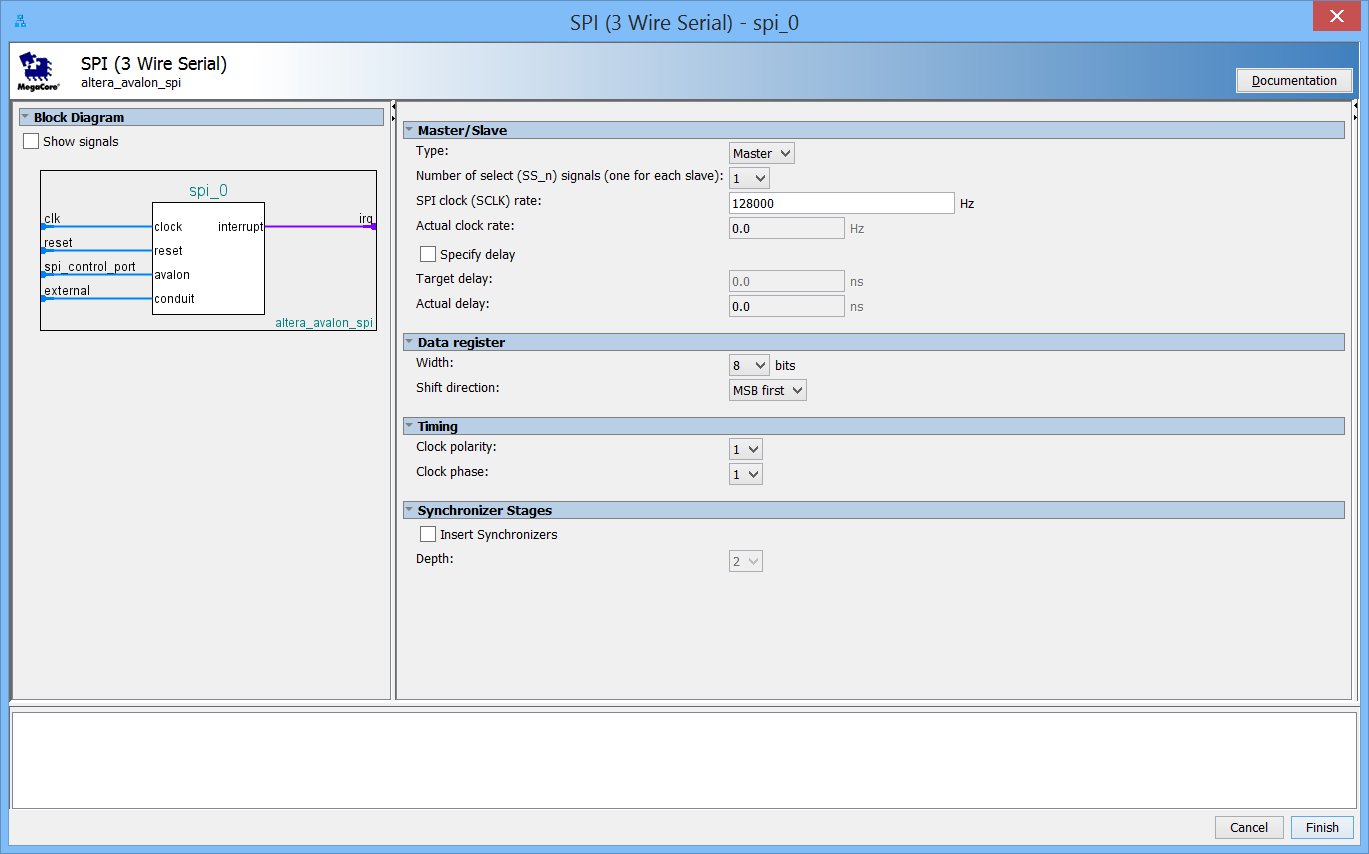 SPI (3 Wire Serial) - spi_0
MegaCore®
SPI (3 Wire Serial)
altera_avalon_spi
Documentation
Block Diagram
Show signals
spi_0
clk
irq
clock
interrupt
reset
reset
spi_control_port
avalon
external
conduit
altera_avalon_spi
Master/Slave
Type:
Master
Number of select (SS_n) signals (one for each slave):
1
SPI clock (SCLK) rate:
128000
Hz
Actual clock rate:
0.0
Hz
Specify delay
Target delay:
0.0
ns
Actual delay:
0.0
ns
Data register
Width:
8
bits
Shift direction:
MSB first
Timing
Clock polarity:
1
Clock phase:
1
Synchronizer Stages
Insert Synchronizers
Depth:
2
Cancel
Finish